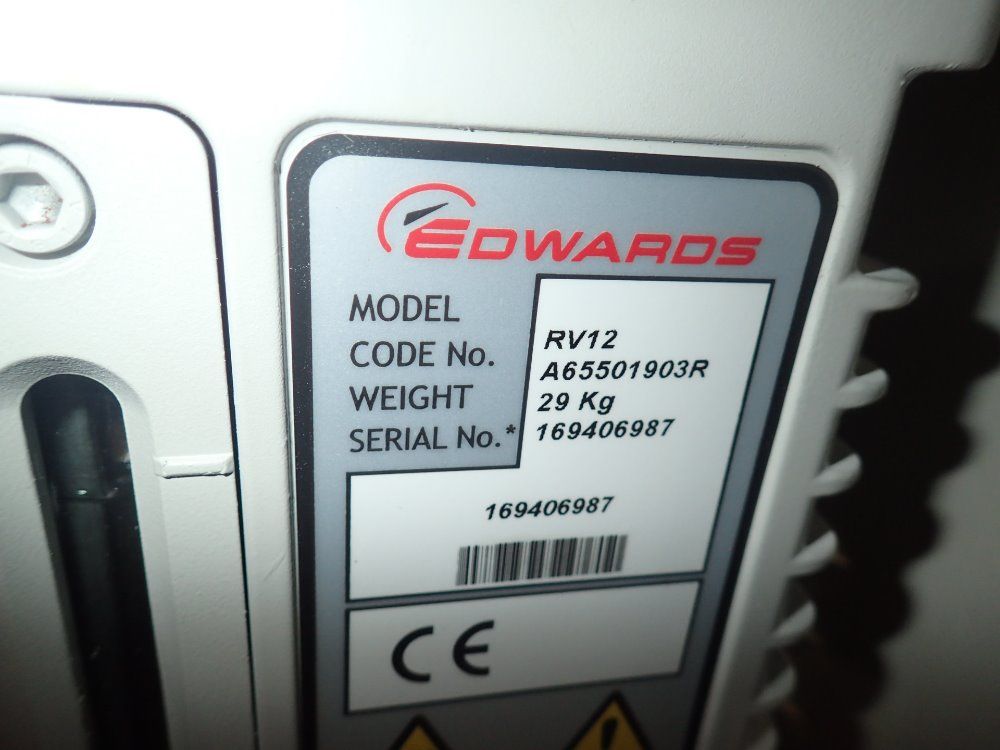 EDWARDS
MODEL RV12
CODE No. A65501903R
WEIGHT 29 Kg
SERIAL No.* 169406987
169406987
CE